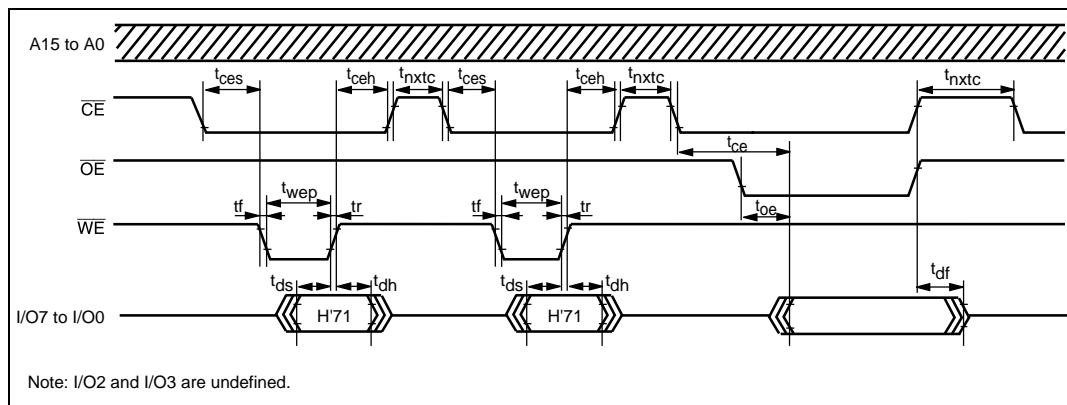 A15 to A0
tces tceh tnxtc tces tceh tnxtc tnxtc
CE
tce
OE
twep twep
tf tr tf tr toe
WE
tds tdh tds tdh tdf
I/O7 to I/O0 H'71 H'71
Note: I/O2 and I/O3 are undefined.